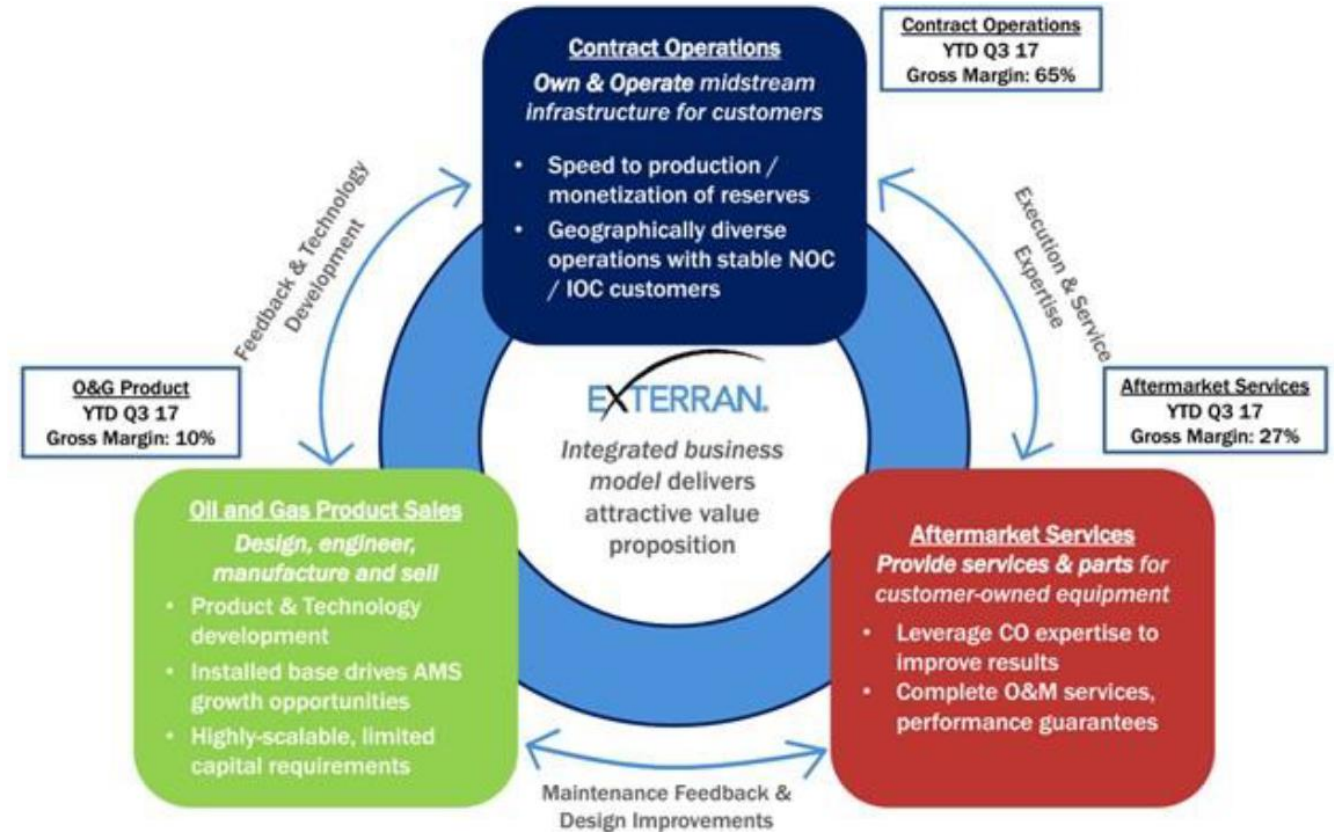 Contract Operations
Own & Operate midstream
infrastructure for customers
• Speed to production /
monetization of reserves
• Geographically diverse
operations with stable NOC
/ IOC customers
Contract Operations
YTD Q3 17
Gross Margin: 65%
Feedback & Technology
Development
Execution & Service
Expertise
O&G Product
YTD Q3 17
Gross Margin: 10%
EXTERRAN.
Integrated business
model delivers
attractive value
proposition
Aftermarket Services
YTD Q3 17
Gross Margin: 27%
Oil and Gas Product Sales
Design, engineer,
manufacture and sell
• Product & Technology
development
• Installed base drives AMS
growth opportunities
• Highly-scalable, limited
capital requirements
Aftermarket Services
Provide services & parts for
customer-owned equipment
• Leverage CO expertise to
improve results
• Complete O&M services,
performance guarantees
Maintenance Feedback &
Design Improvements